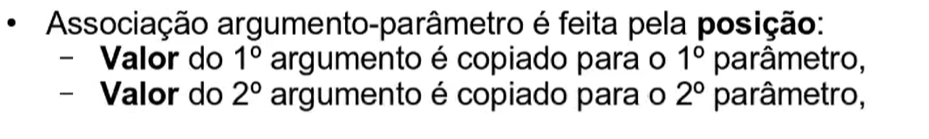 • Associação argumento-parâmetro é feita pela posição:
– Valor do 1º argumento é copiado para o 1º parâmetro,
– Valor do 2º argumento é copiado para o 2º parâmetro,